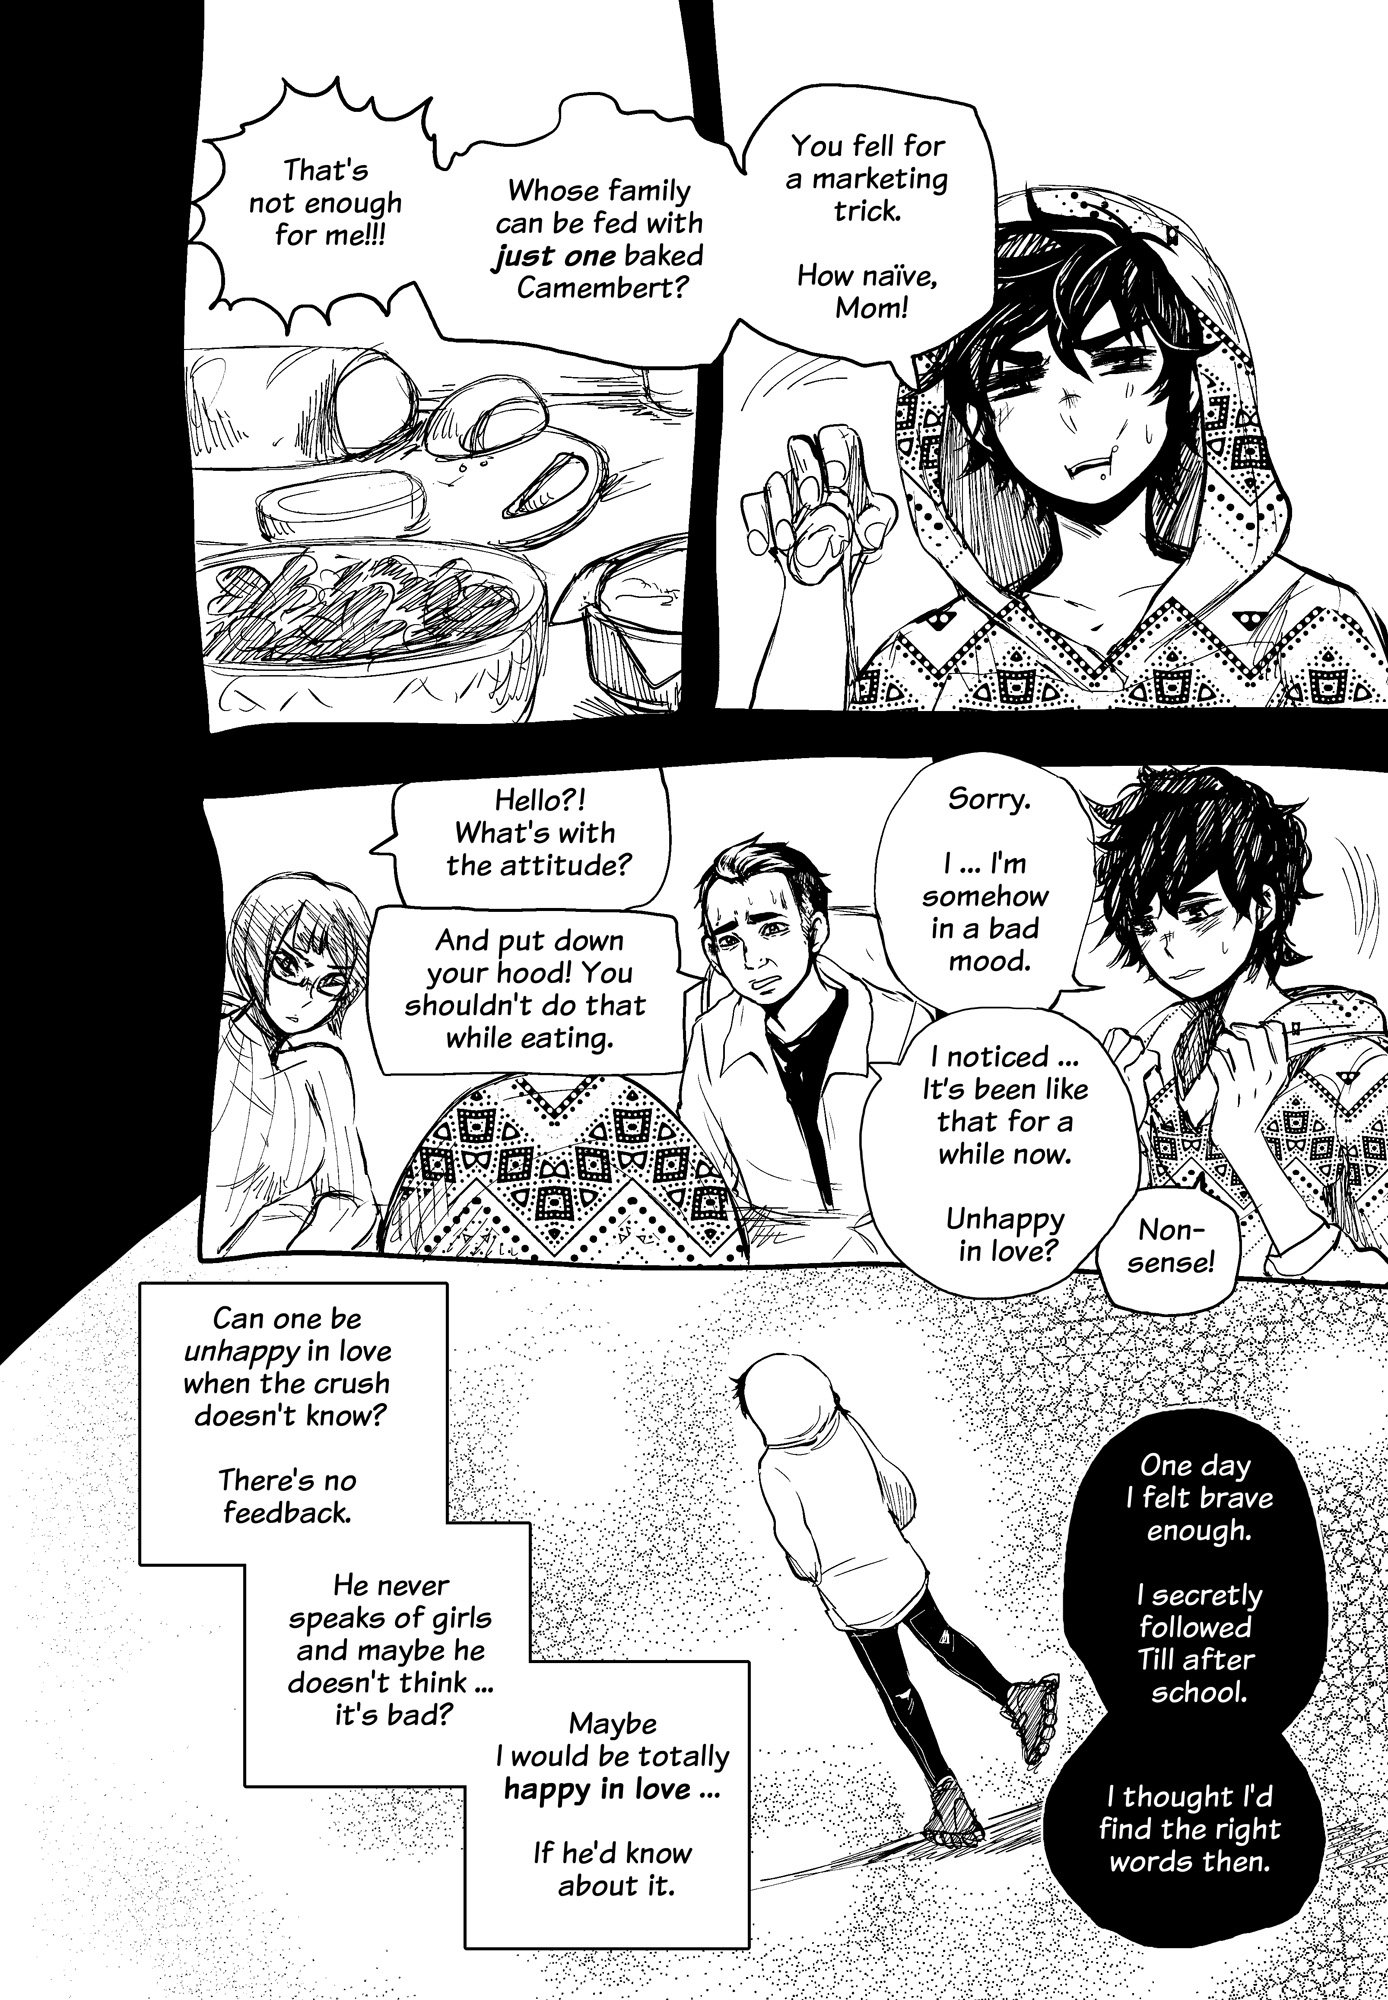 That's
not enough
for me!!!
Whose family
can be fed with
just one baked
Camembert?
You fell for
a marketing
trick.
How naïve,
Mom!
Hello?!
What's with
the attitude?
And put down
your hood! You
shouldn't do that
while eating.
Sorry.
I ... I'm
somehow
in a bad
mood.
I noticed ...
It's been like
that for a
while now.
Unhappy
in love?
Non-
sense!
Can one be
unhappy in love
when the crush
doesn't know?
There's no
feedback.
He never
speaks of girls
and maybe he
doesn't think ...
it's bad?
Maybe
I would be totally
happy in love ...
If he'd know
about it.
One day
I felt brave
enough.
I secretly
followed
Till after
school.
I thought I'd
find the right
words then.